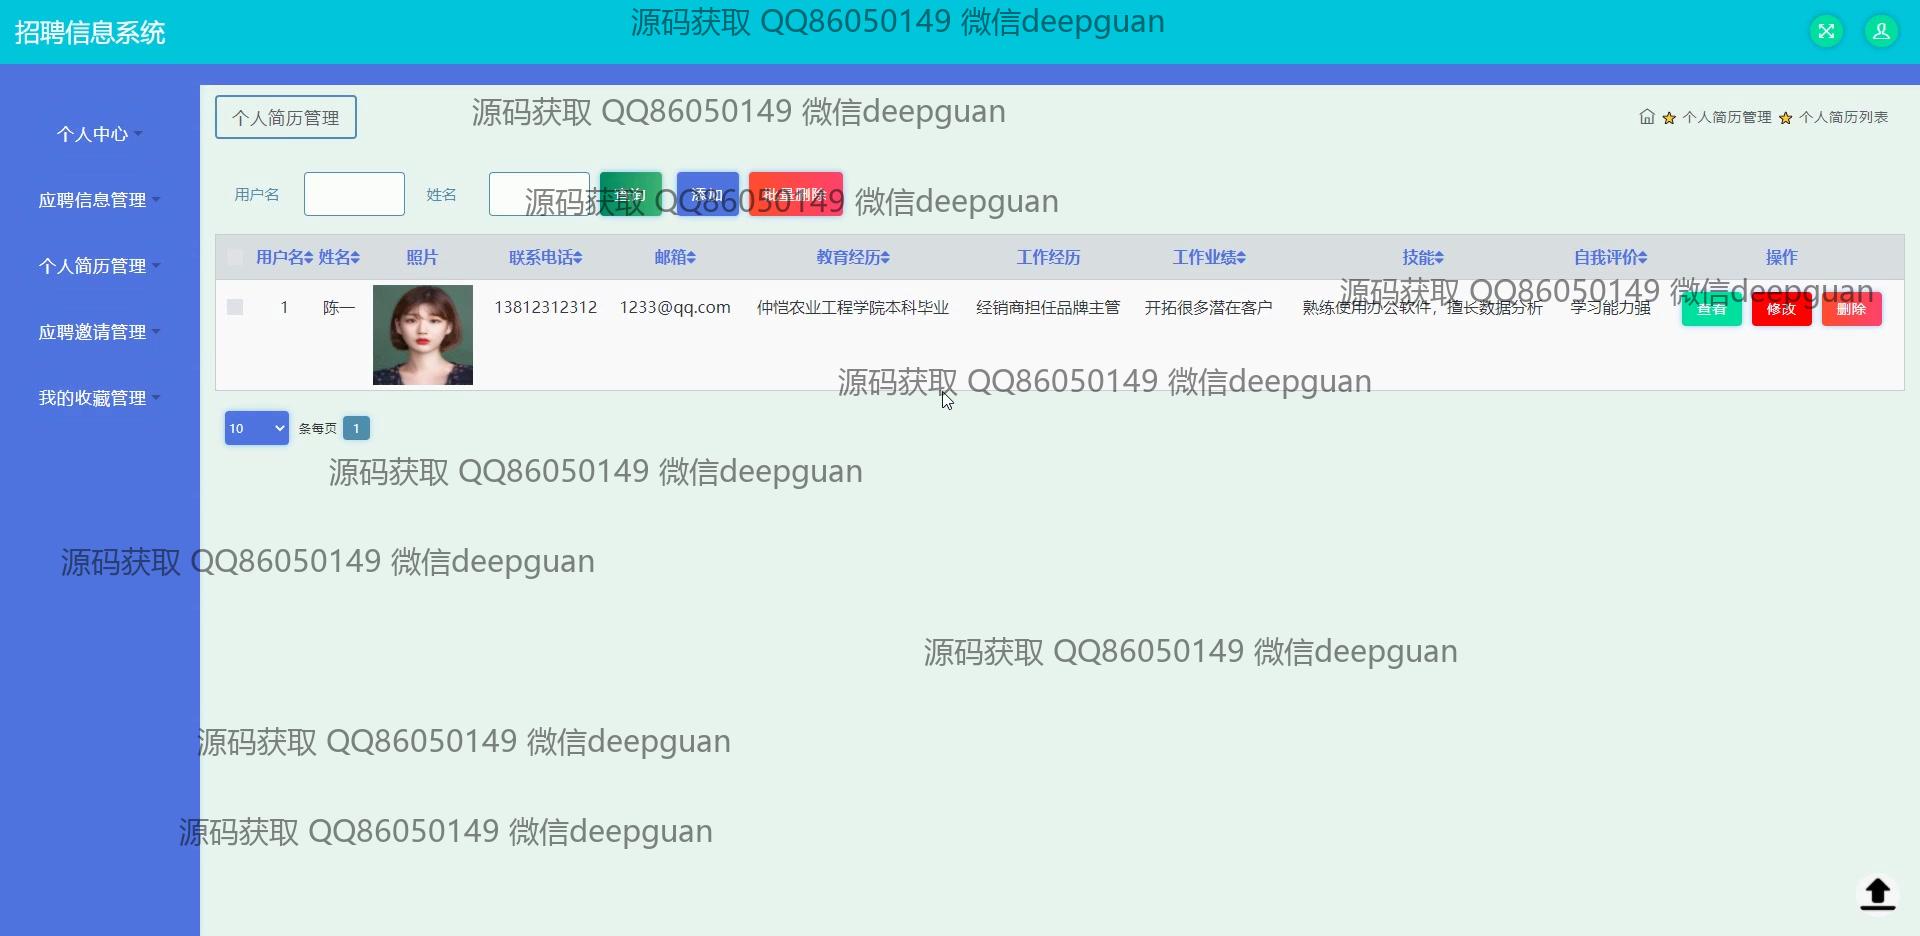 招聘信息系统
源码获取 QQ86050149 微信deepguan
个人中心
应聘信息管理
个人简历管理
应聘邀请管理
我的收藏管理
个人简历管理
源码获取 QQ86050149 微信deepguan
个人简历管理 个人简历列表
用户名 姓名 查询 添加 批量删除
源码获取 QQ86050149 微信deepguan
用户名 姓名 照片 联系电话 邮箱 教育经历 工作经历 工作业绩 技能 自我评价 操作
源码获取 QQ86050149 微信deepguan
1 陈一 13812312312 1233@qq.com 仲恺农业工程学院本科毕业 经销商担任品牌主管 开拓很多潜在客户 熟练使用办公软件，擅长数据分析 学习能力强 查看 修改 删除
源码获取 QQ86050149 微信deepguan
10 条每页 1
源码获取 QQ86050149 微信deepguan
源码获取 QQ86050149 微信deepguan
源码获取 QQ86050149 微信deepguan
源码获取 QQ86050149 微信deepguan
源码获取 QQ86050149 微信deepguan